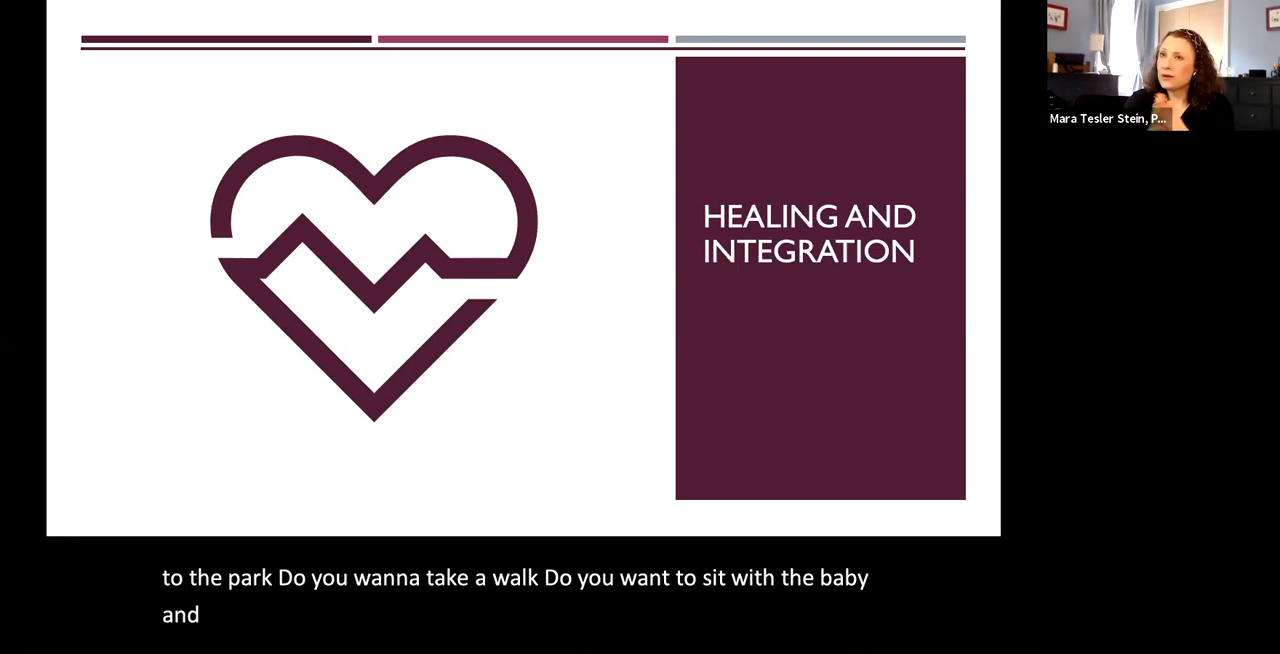 Mara Tesler Stein, P...
HEALING AND
INTEGRATION
to the park Do you wanna take a walk Do you want to sit with the baby
and